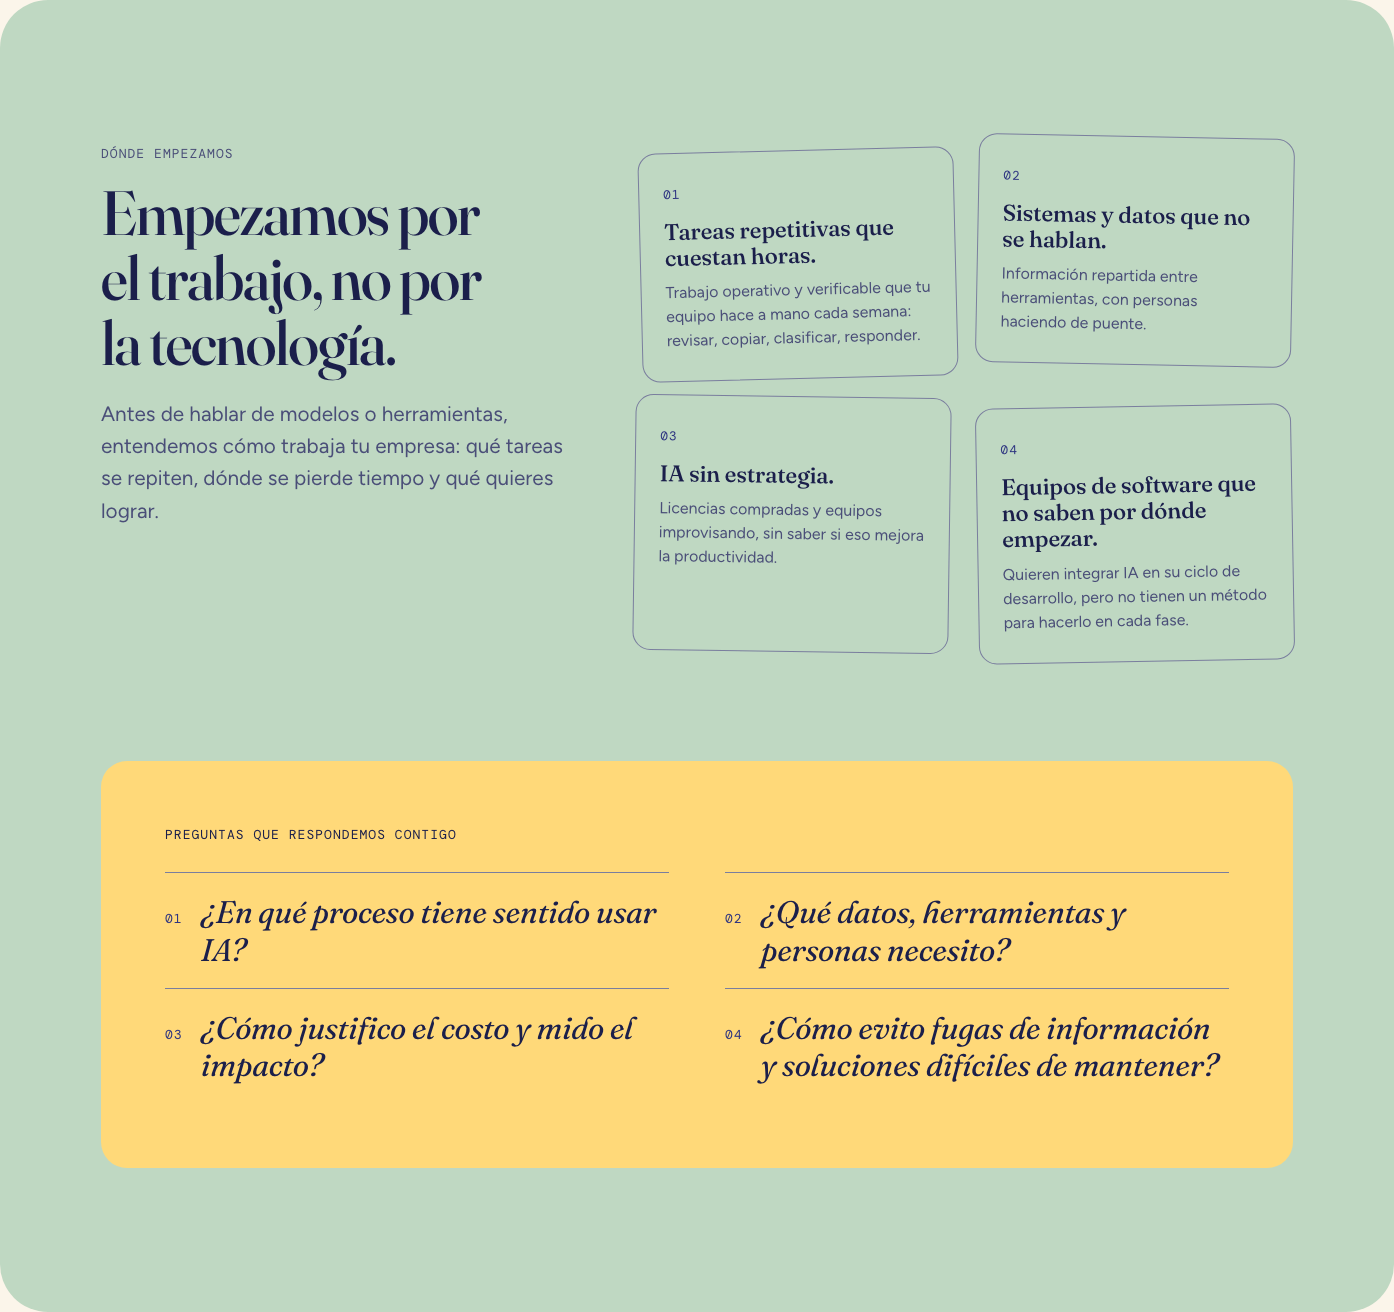 DÓNDE EMPEZAMOS
Empezamos por
el trabajo, no por
la tecnología.
Antes de hablar de modelos o herramientas,
entendemos cómo trabaja tu empresa: qué tareas
se repiten, dónde se pierde tiempo y qué quieres
lograr.
01
Tareas repetitivas que
cuestan horas.
Trabajo operativo y verificable que tu
equipo hace a mano cada semana:
revisar, copiar, clasificar, responder.
02
Sistemas y datos que no
se hablan.
Información repartida entre
herramientas, con personas
haciendo de puente.
03
IA sin estrategia.
Licencias compradas y equipos
improvisando, sin saber si eso mejora
la productividad.
04
Equipos de software que
no saben por dónde
empezar.
Quieren integrar IA en su ciclo de
desarrollo, pero no tienen un método
para hacerlo en cada fase.
PREGUNTAS QUE RESPONDEMOS CONTIGO
01 ¿En qué proceso tiene sentido usar
IA?
02 ¿Qué datos, herramientas y
personas necesito?
03 ¿Cómo justifico el costo y mido el
impacto?
04 ¿Cómo evito fugas de información
y soluciones difíciles de mantener?